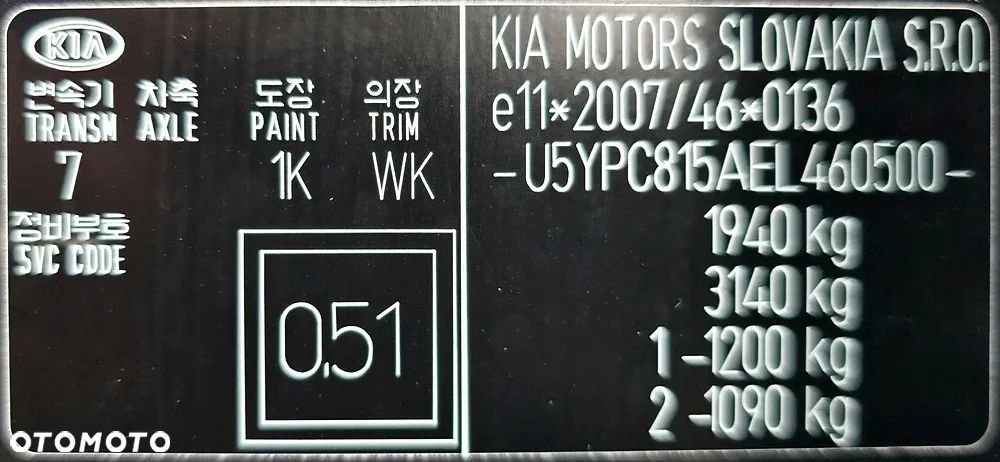 KIA
변속기 차축 도장 의장
TRANSM AXLE PAINT TRIM
7 1K WK
정비부호
SVC CODE
0.51
KIA MOTORS SLOVAKIA S.R.O.
e11*2007/46*0136
-U5YPC815AEL460500-
1940 kg
3140 kg
1-1200 kg
2-1090 kg
OTOMOTO